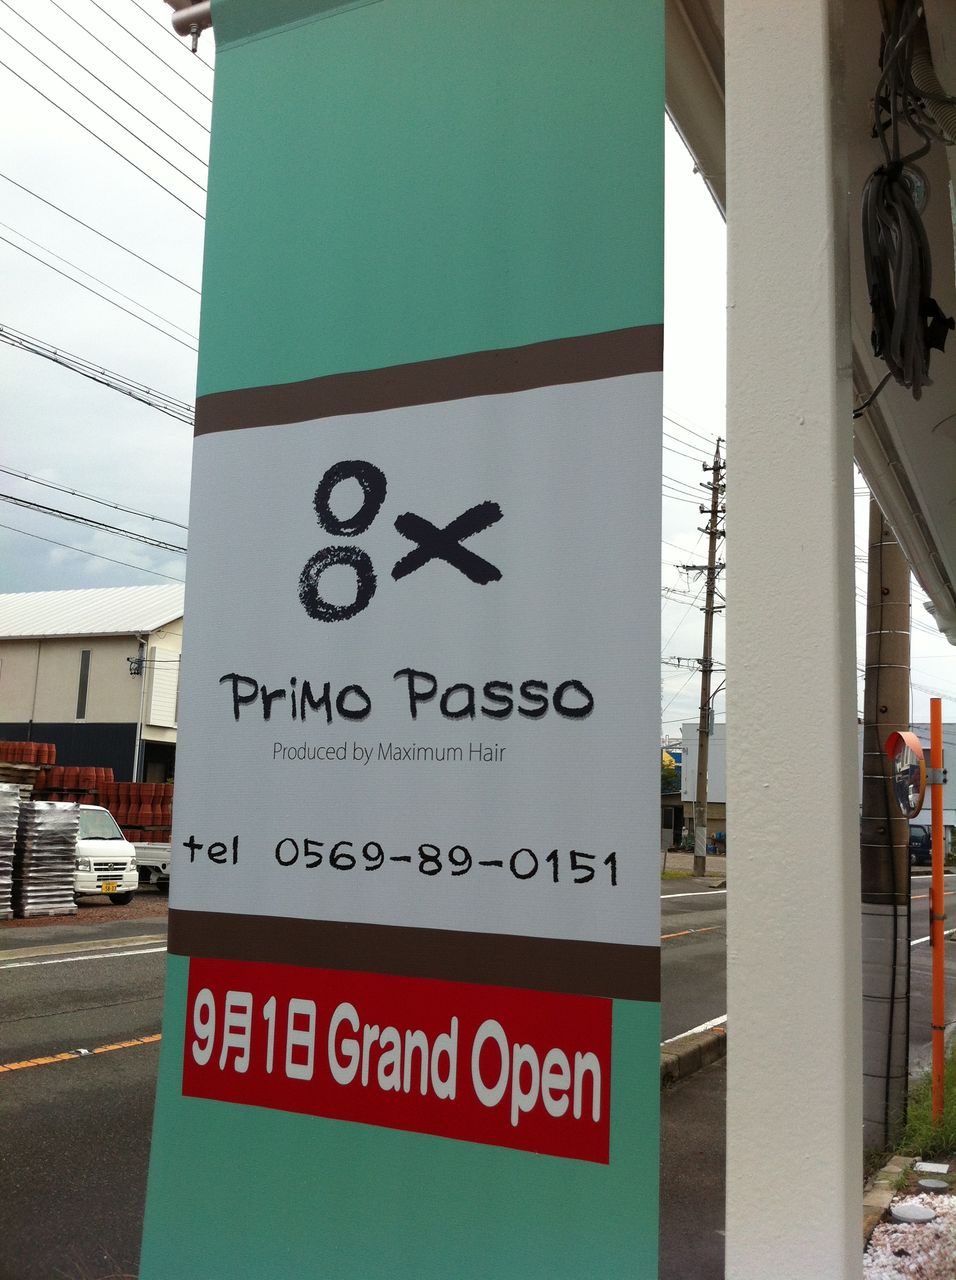 Primo Passo
Produced by Maximum Hair
tel 0569-89-0151
9月1日 Grand Open